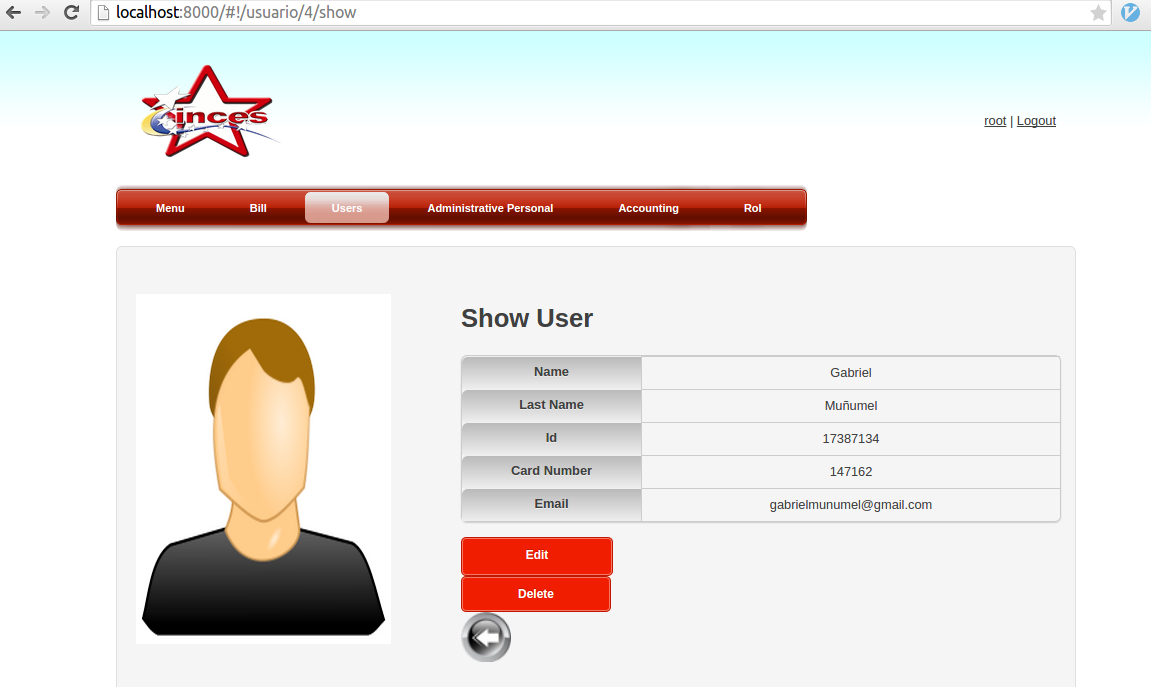 localhost:8000/#!/usuario/4/show
inces
root | Logout
Menu Bill Users Administrative Personal Accounting Rol
Show User
Name Gabriel
Last Name Muñumel
Id 17387134
Card Number 147162
Email gabrielmunumel@gmail.com
Edit
Delete